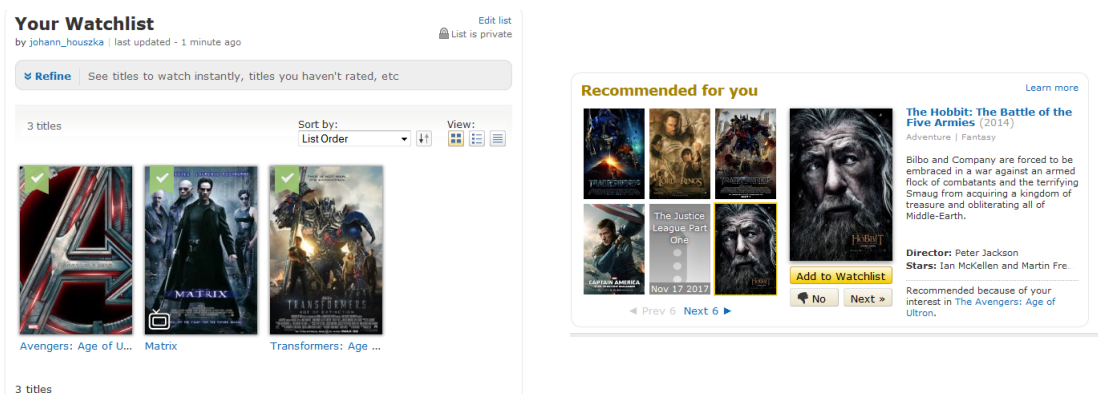 Your Watchlist
Edit list
by johann_houszka | last updated - 1 minute ago
List is private
Refine
See titles to watch instantly, titles you haven't rated, etc
3 titles
Sort by:
List Order
View:
MATRIX
TRANSFORMERS
AGE OF EXTINCTION
Avengers: Age of U...
Matrix
Transformers: Age ...
3 titles
Recommended for you
Learn more
TRANSFORMERS
CAPTAIN AMERICA
The Justice
League Part
One
Nov 17 2017
HOBBIT
◀ Prev 6 Next 6 ▶
HOBBIT
Add to Watchlist
No
Next »
The Hobbit: The Battle of the
Five Armies (2014)
Adventure | Fantasy
Bilbo and Company are forced to be
embraced in a war against an armed
flock of combatants and the terrifying
Smaug from acquiring a kingdom of
treasure and obliterating all of
Middle-Earth.
Director: Peter Jackson
Stars: Ian McKellen and Martin Fre...
Recommended because of your
interest in The Avengers: Age of
Ultron.